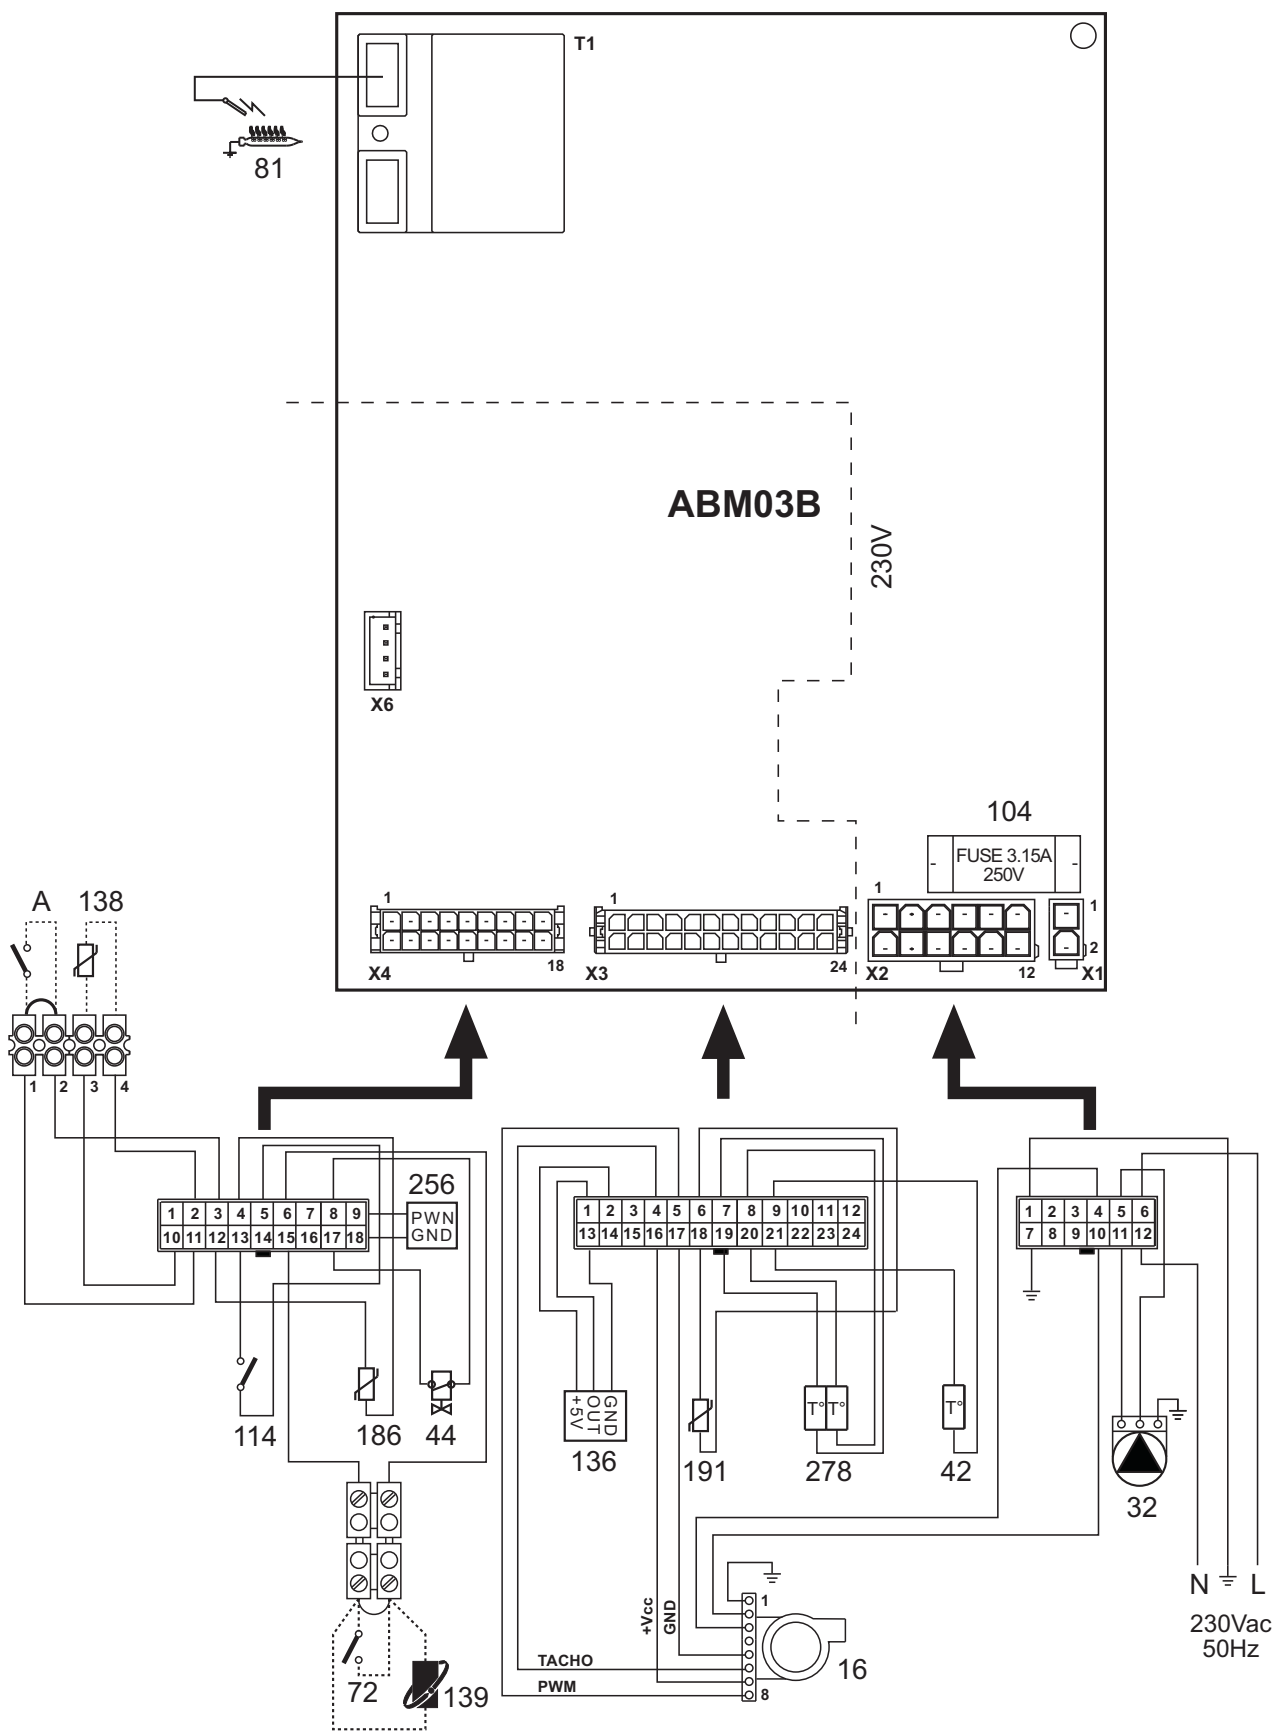 T1
81
ABM03B
230V
X6
104
FUSE 3.15A
250V
1
1
1
1
2
X4
18
X3
24
X2
12
X1
A
138
1
2
3
4
256
1 2 3 4 5 6 7 8 9
10 11 12 13 14 15 16 17 18
PWN
GND
1 2 3 4 5 6 7 8 9 10 11 12
13 14 15 16 17 18 19 20 21 22 23 24
1 2 3 4 5 6
7 8 9 10 11 12
114
186
44
+5V
OUT
GND
136
191
T° T°
278
T°
42
32
N
L
230Vac
50Hz
+Vcc
GND
TACHO
PWM
1
8
16
72
139